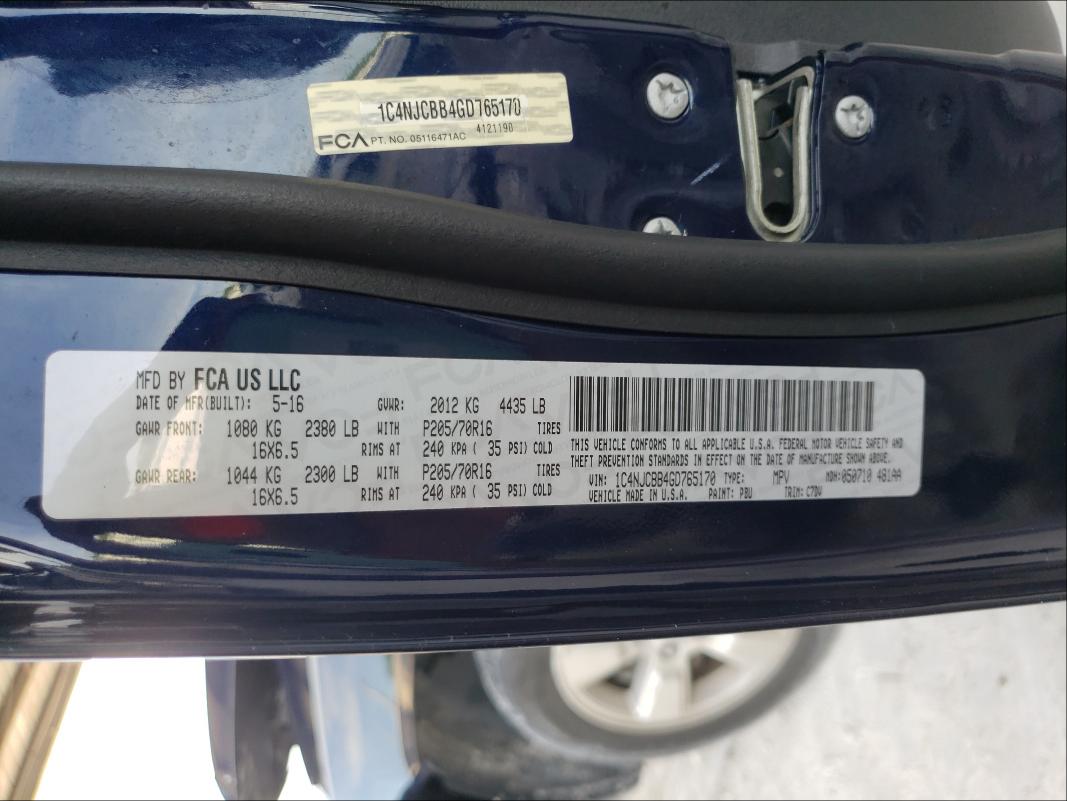 1C4NJCBB4GD765170
FCA PT. NO. 05116471AC 4121190
MFD BY FCA US LLC
DATE OF MFR(BUILT): 5-16 GVWR: 2012 KG 4435 LB
GAWR FRONT: 1080 KG 2380 LB WITH P205/70R16 TIRES
16X6.5 RIMS AT 240 KPA ( 35 PSI) COLD
GAWR REAR: 1044 KG 2300 LB WITH P205/70R16 TIRES
16X6.5 RIMS AT 240 KPA ( 35 PSI) COLD
THIS VEHICLE CONFORMS TO ALL APPLICABLE U.S.A. FEDERAL MOTOR VEHICLE SAFETY AND
THEFT PREVENTION STANDARDS IN EFFECT ON THE DATE OF MANUFACTURE SHOWN ABOVE.
VIN: 1C4NJCBB4GD765170 TYPE: MPV MDH:050710 481AA
VEHICLE MADE IN U.S.A. PAINT: PBU TRIM: C7DV